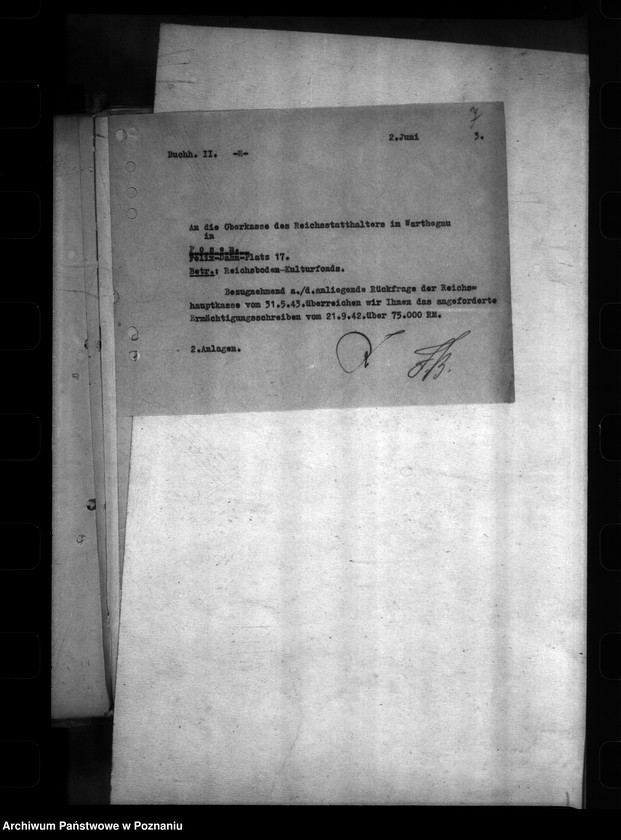 7
2.Juni 3.
Buchh. II. -H-
An die Oberkasse des Reichsstatthalters im Warthegau
in
P o s e n.
Felix-Dahn-Platz 17.
Betr.: Reichsboden-Kulturfonds.
Bezugnehmend a./d.anliegende Rückfrage der Reichs=
hauptkasse vom 31.5.43.überreichen wir Ihnen das angeforderte
Ermächtigungsschreiben vom 21.9.42.über 75.000 RM.
2.Anlagen.
Archiwum Państwowe w Poznaniu